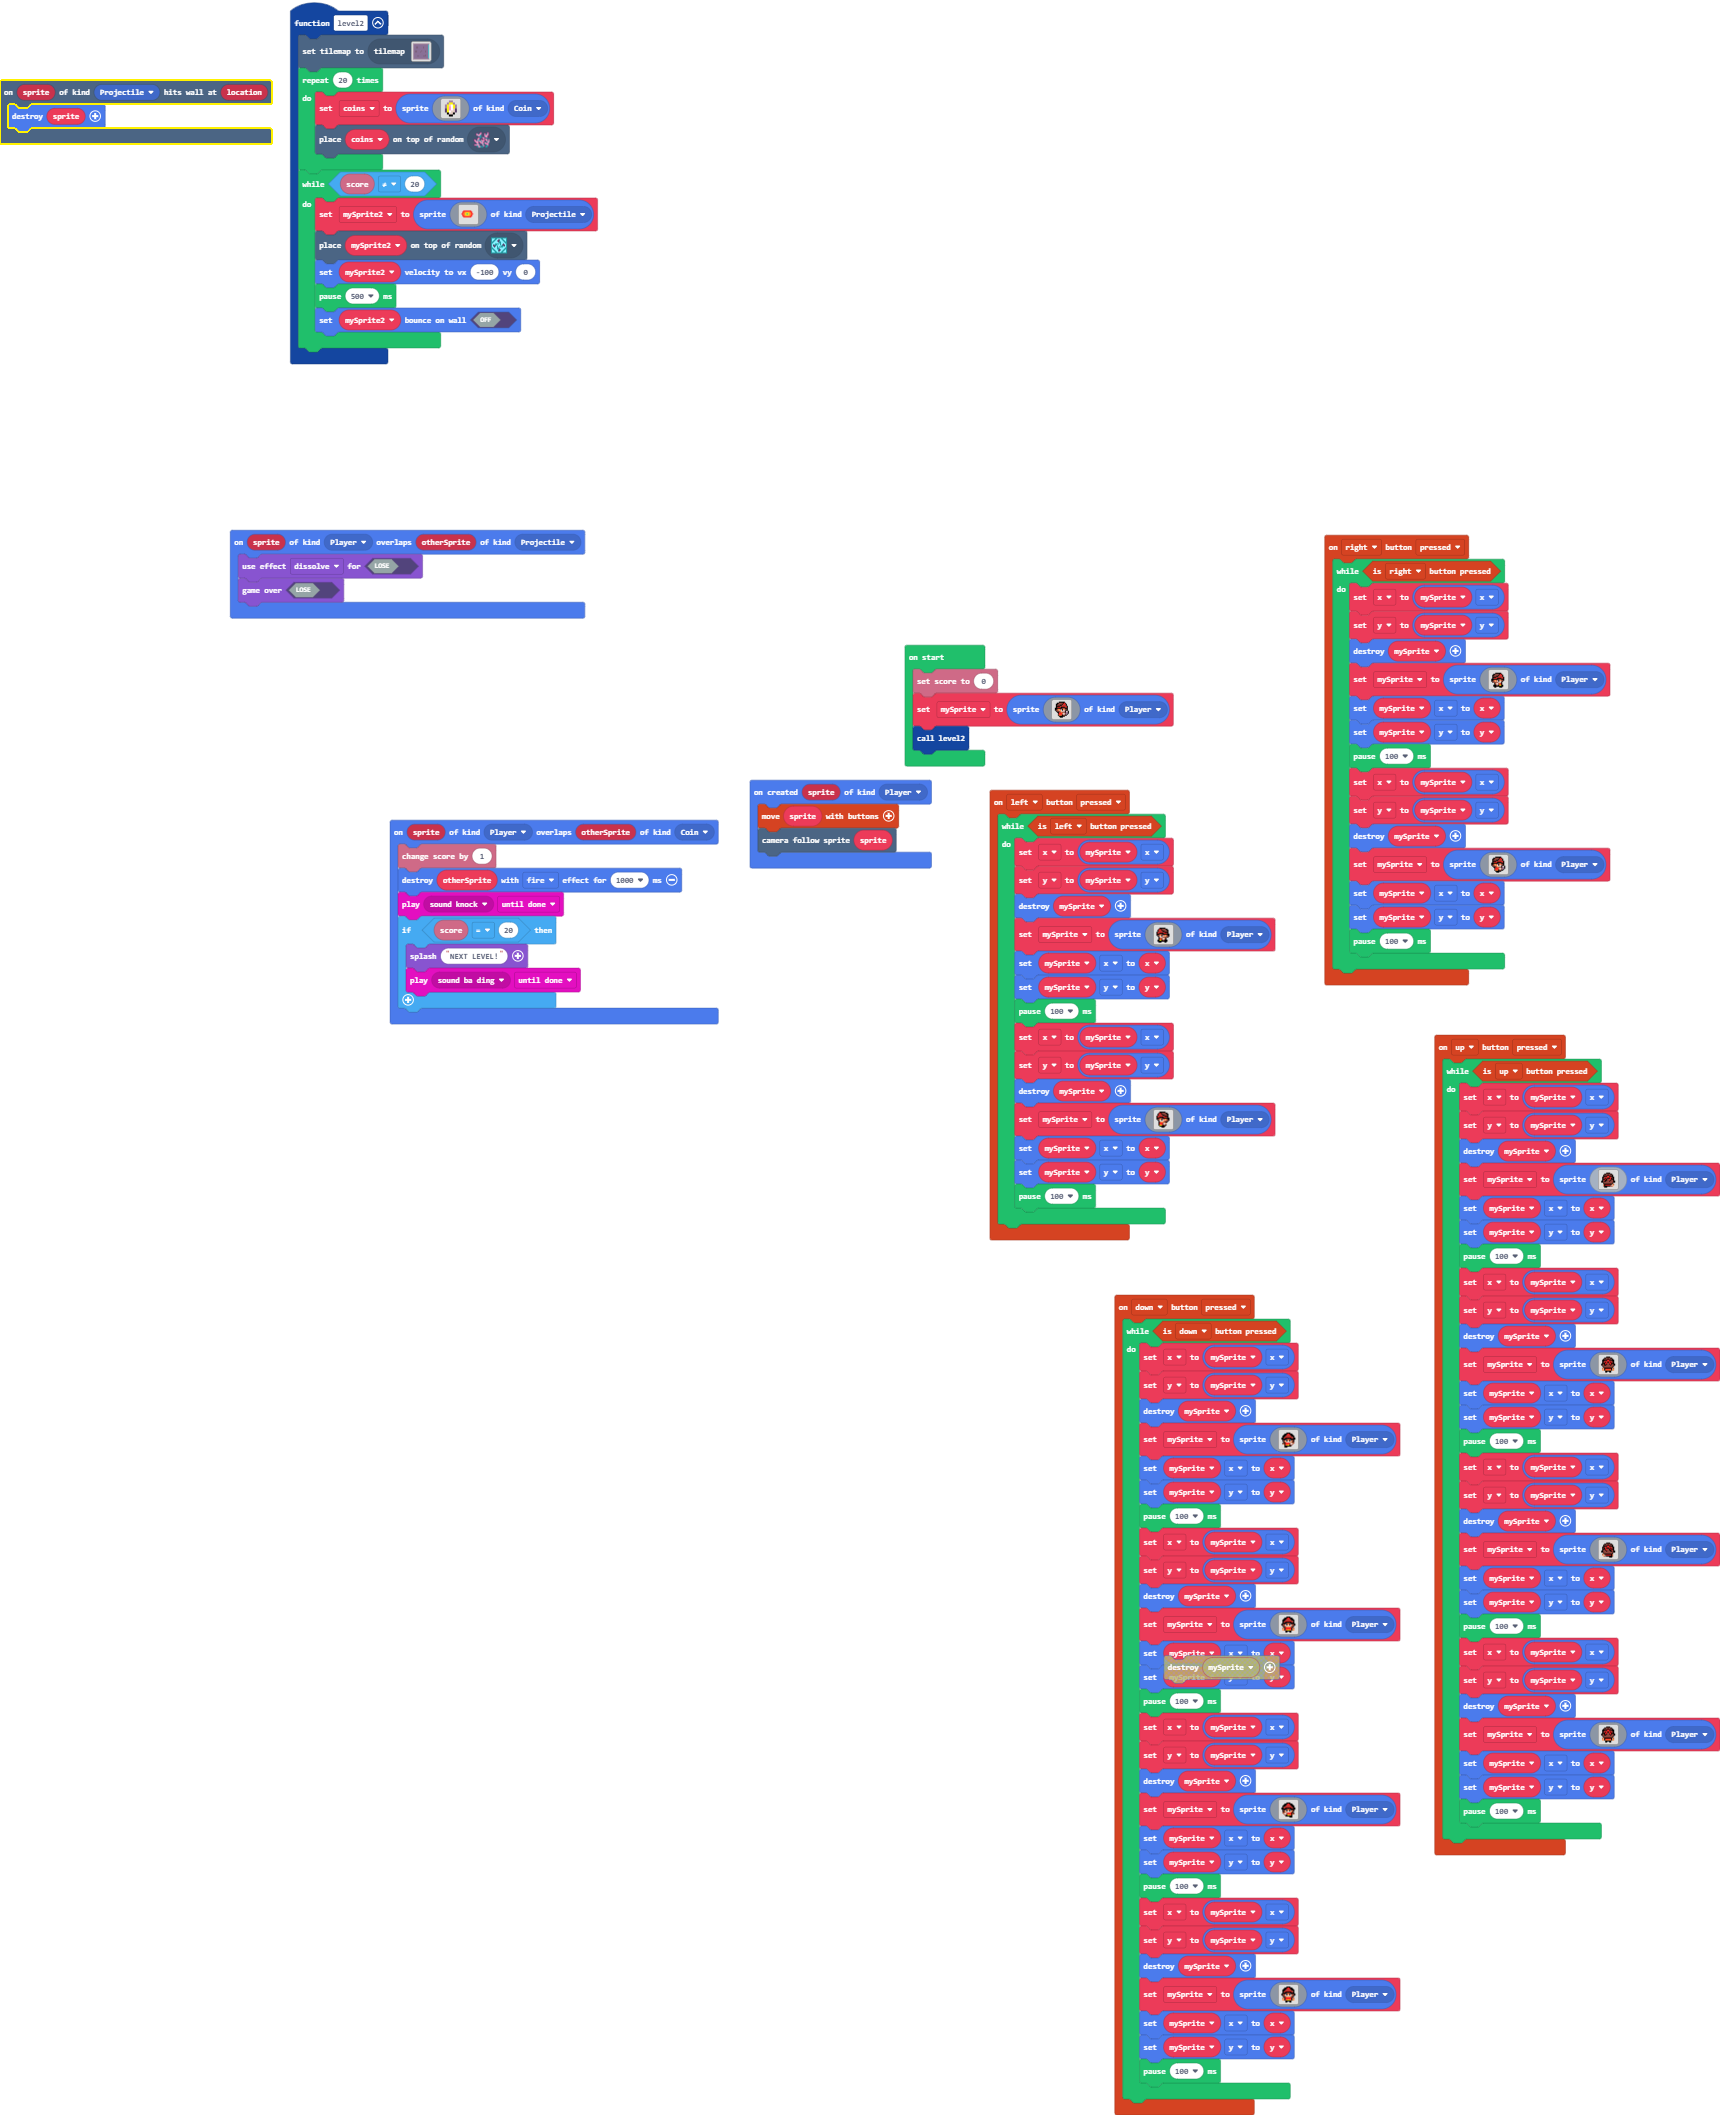 function level2
set tilemap to tilemap
repeat 20 times
do
set coins to sprite of kind Coin
place coins on top of random
while score ≠ 20
do
set mySprite2 to sprite of kind Projectile
place mySprite2 on top of random
set mySprite2 velocity to vx -100 vy 0
pause 500 ms
set mySprite2 bounce on wall OFF
on sprite of kind Projectile hits wall at location
destroy sprite
on sprite of kind Player overlaps otherSprite of kind Projectile
use effect dissolve for LOSE
game over LOSE
on start
set score to 0
set mySprite to sprite of kind Player
call level2
on created sprite of kind Player
move sprite with buttons
camera follow sprite sprite
on sprite of kind Player overlaps otherSprite of kind Coin
change score by 1
destroy otherSprite with fire effect for 1000 ms
play sound knock until done
if score = 20 then
splash "NEXT LEVEL!"
play sound ba ding until done
on left button pressed
while is left button pressed
do
set x to mySprite x
set y to mySprite y
destroy mySprite
set mySprite to sprite of kind Player
set mySprite x to x
set mySprite y to y
pause 100 ms
set x to mySprite x
set y to mySprite y
destroy mySprite
set mySprite to sprite of kind Player
set mySprite x to x
set mySprite y to y
pause 100 ms
on right button pressed
while is right button pressed
do
set x to mySprite x
set y to mySprite y
destroy mySprite
set mySprite to sprite of kind Player
set mySprite x to x
set mySprite y to y
pause 100 ms
set x to mySprite x
set y to mySprite y
destroy mySprite
set mySprite to sprite of kind Player
set mySprite x to x
set mySprite y to y
pause 100 ms
on up button pressed
while is up button pressed
do
set x to mySprite x
set y to mySprite y
destroy mySprite
set mySprite to sprite of kind Player
set mySprite x to x
set mySprite y to y
pause 100 ms
set x to mySprite x
set y to mySprite y
destroy mySprite
set mySprite to sprite of kind Player
set mySprite x to x
set mySprite y to y
pause 100 ms
set x to mySprite x
set y to mySprite y
destroy mySprite
set mySprite to sprite of kind Player
set mySprite x to x
set mySprite y to y
pause 100 ms
set x to mySprite x
set y to mySprite y
destroy mySprite
set mySprite to sprite of kind Player
set mySprite x to x
set mySprite y to y
pause 100 ms
on down button pressed
while is down button pressed
do
set x to mySprite x
set y to mySprite y
destroy mySprite
set mySprite to sprite of kind Player
set mySprite x to x
set mySprite y to y
pause 100 ms
set x to mySprite x
set y to mySprite y
destroy mySprite
set mySprite to sprite of kind Player
set mySprite x to x
destroy mySprite
set
pause 100 ms
set x to mySprite x
set y to mySprite y
destroy mySprite
set mySprite to sprite of kind Player
set mySprite x to x
set mySprite y to y
pause 100 ms
set x to mySprite x
set y to mySprite y
destroy mySprite
set mySprite to sprite of kind Player
set mySprite x to x
set mySprite y to y
pause 100 ms